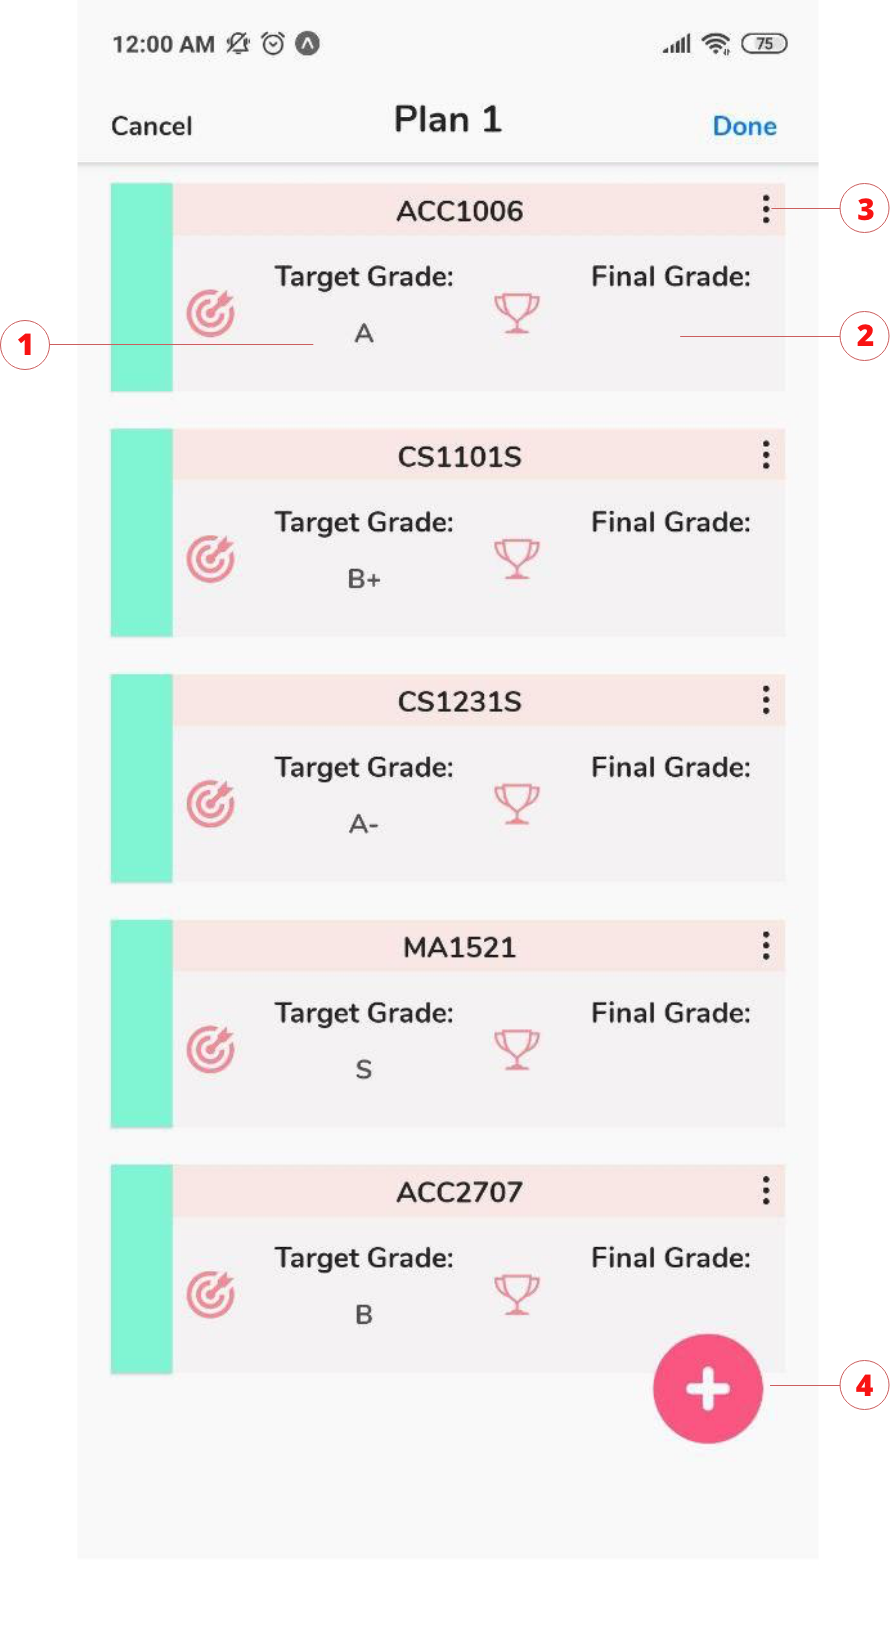 12:00 AM 75
Cancel Plan 1 Done
ACC1006 3
Target Grade: Final Grade:
1 A 2
CS1101S
Target Grade: Final Grade:
B+
CS1231S
Target Grade: Final Grade:
A-
MA1521
Target Grade: Final Grade:
S
ACC2707
Target Grade: Final Grade:
B
+ 4